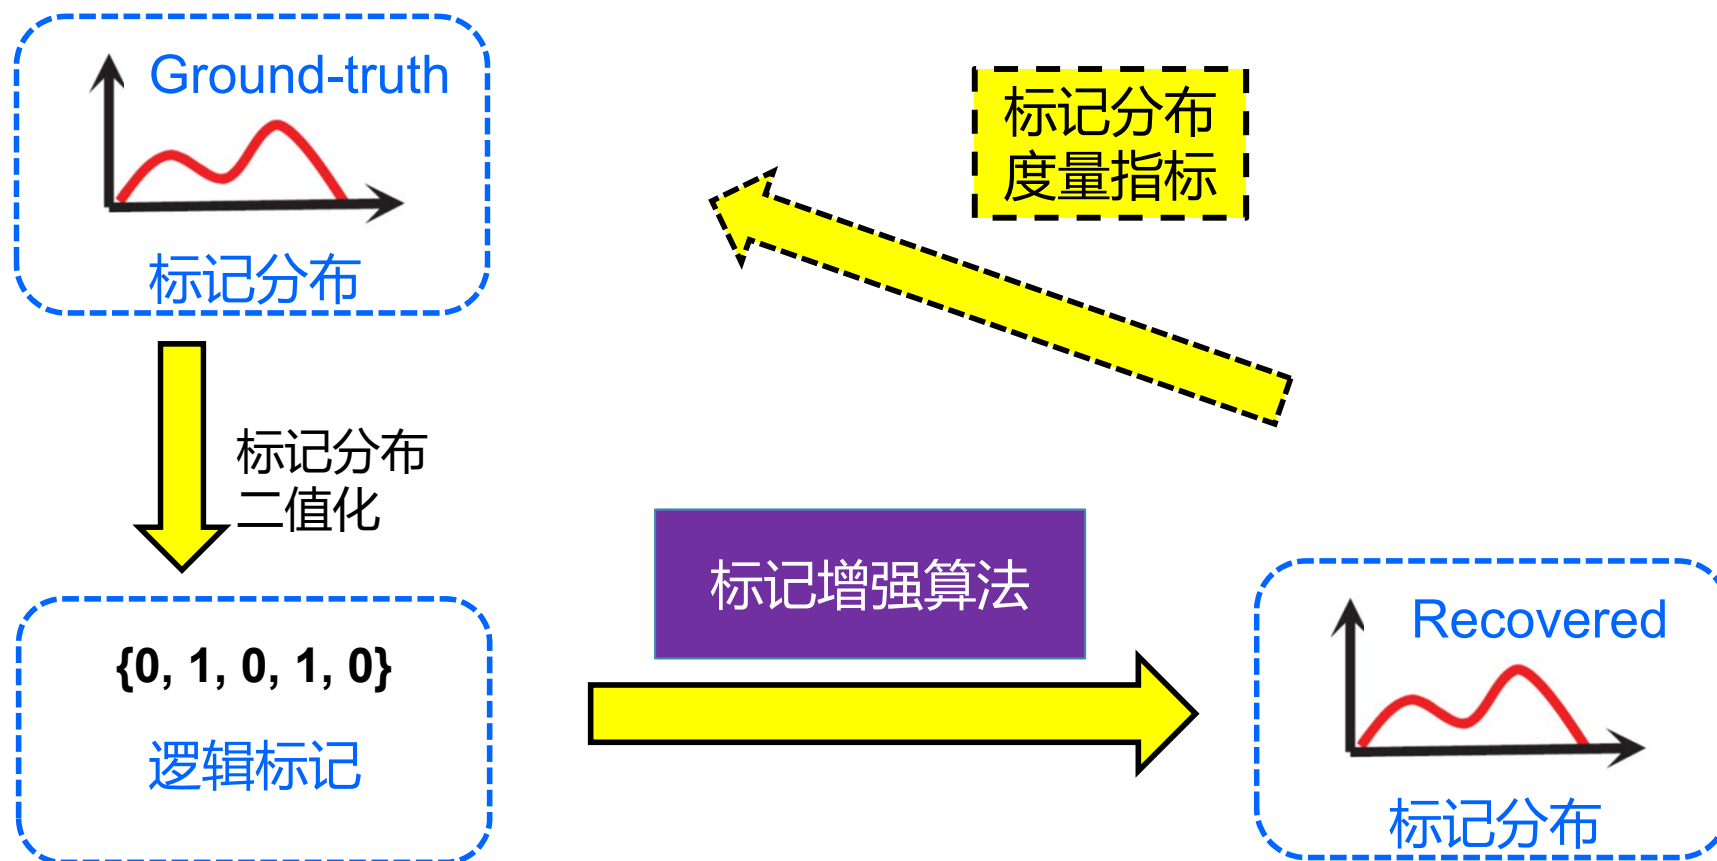 Ground-truth
标记分布
标记分布
度量指标
标记分布
二值化
{0, 1, 0, 1, 0}
逻辑标记
标记增强算法
Recovered
标记分布